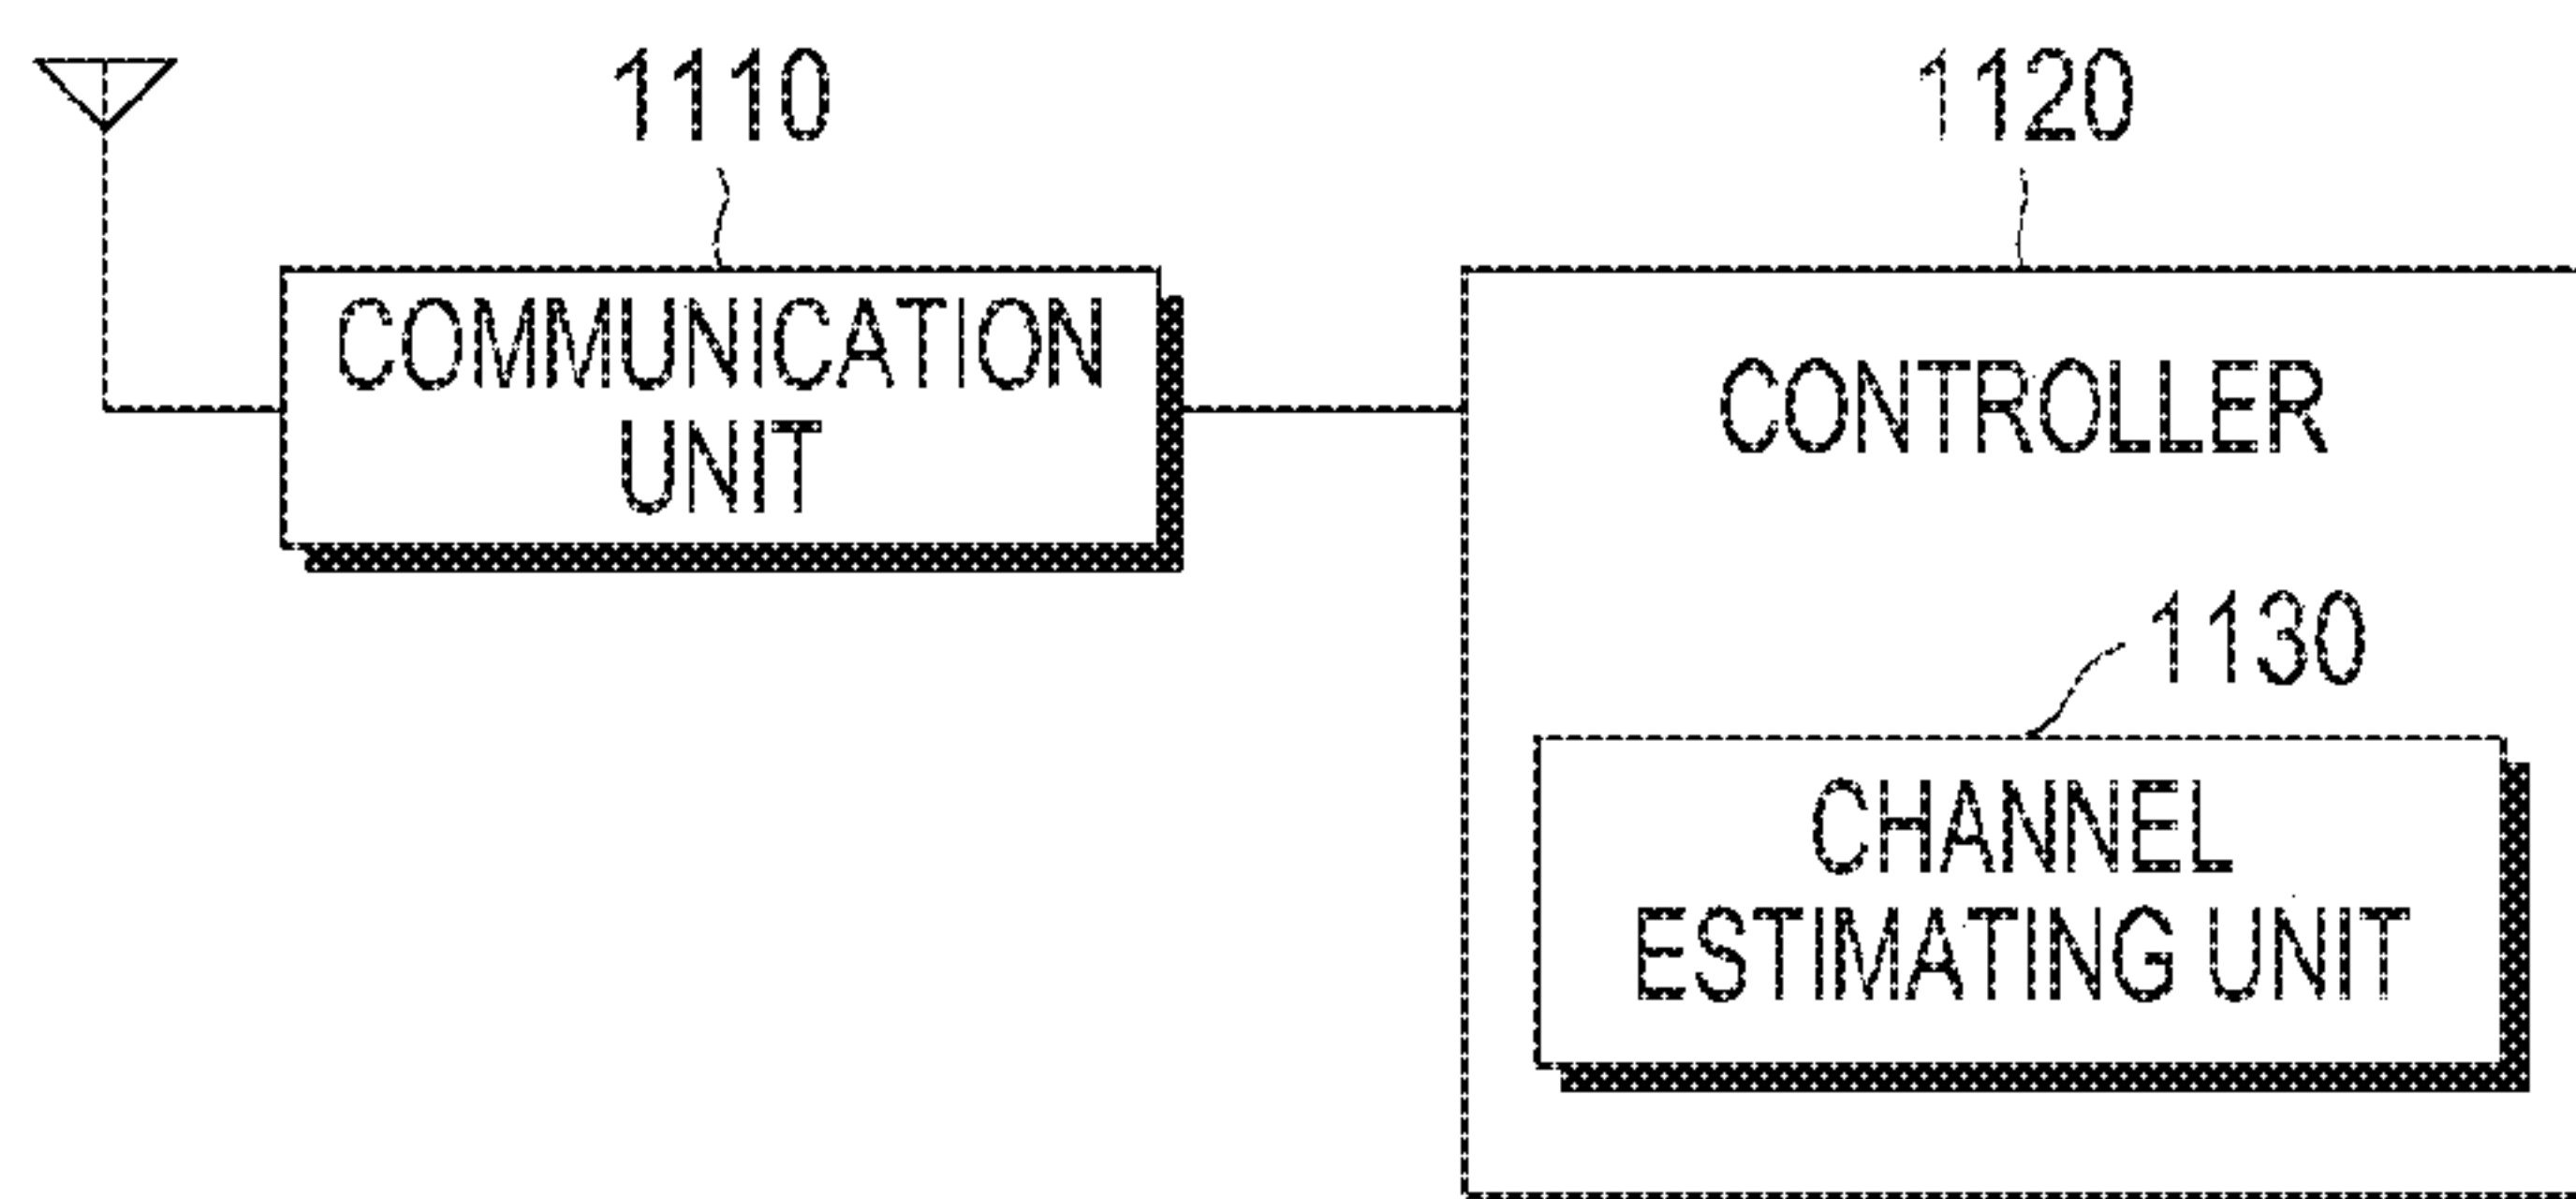 1110
1120
COMMUNICATION
UNIT
CONTROLLER
1130
CHANNEL
ESTIMATING UNIT